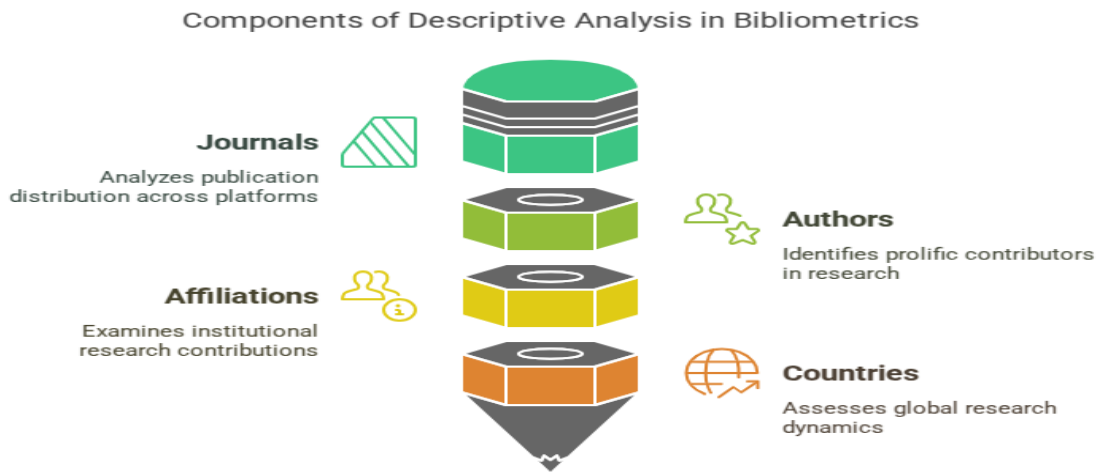 Components of Descriptive Analysis in Bibliometrics
Journals
Analyzes publication
distribution across platforms
Authors
Identifies prolific contributors
in research
Affiliations
Examines institutional
research contributions
Countries
Assesses global research
dynamics